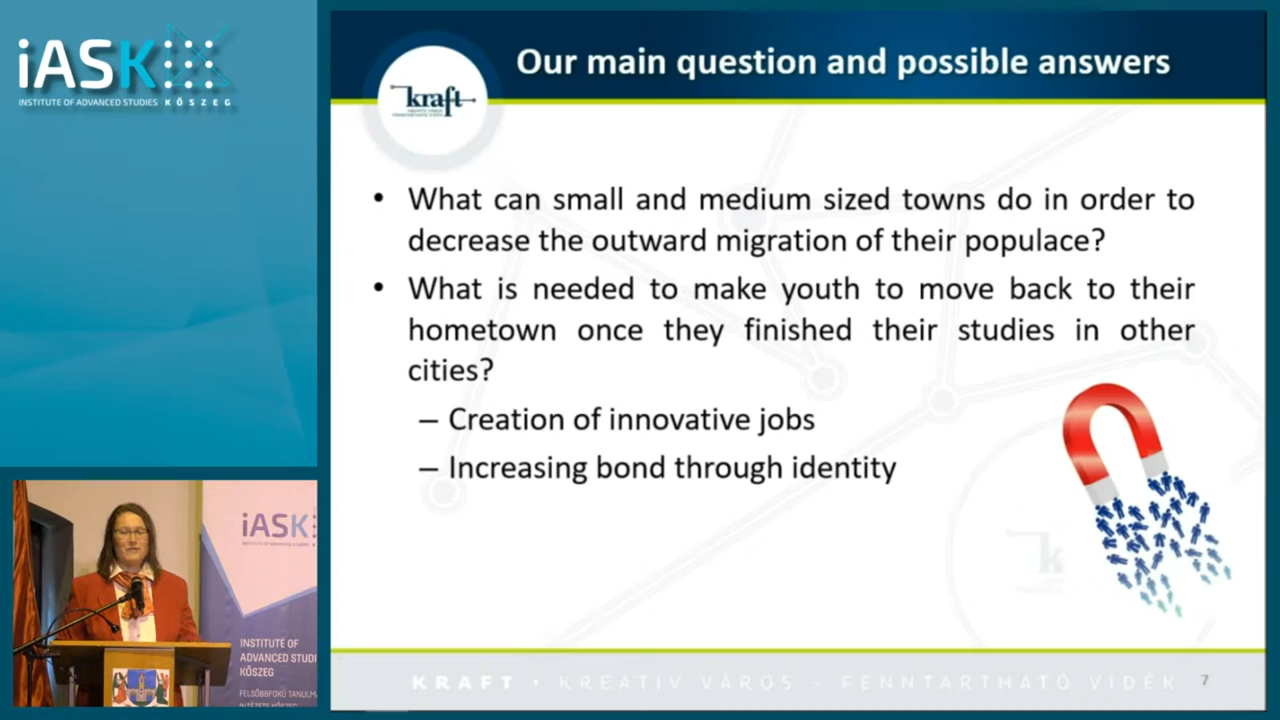 iASK
INSTITUTE OF ADVANCED STUDIES KŐSZEG
kraft
Our main question and possible answers
• What can small and medium sized towns do in order to
decrease the outward migration of their populace?
• What is needed to make youth to move back to their
hometown once they finished their studies in other
cities?
– Creation of innovative jobs
– Increasing bond through identity
k
KRAFT • KREATÍV VÁROS - FENNTARTHATÓ VIDÉK
7
iASK
INSTITUTE OF
ADVANCED STUDI
KŐSZEG
FELSŐBBFOKÚ TANULM